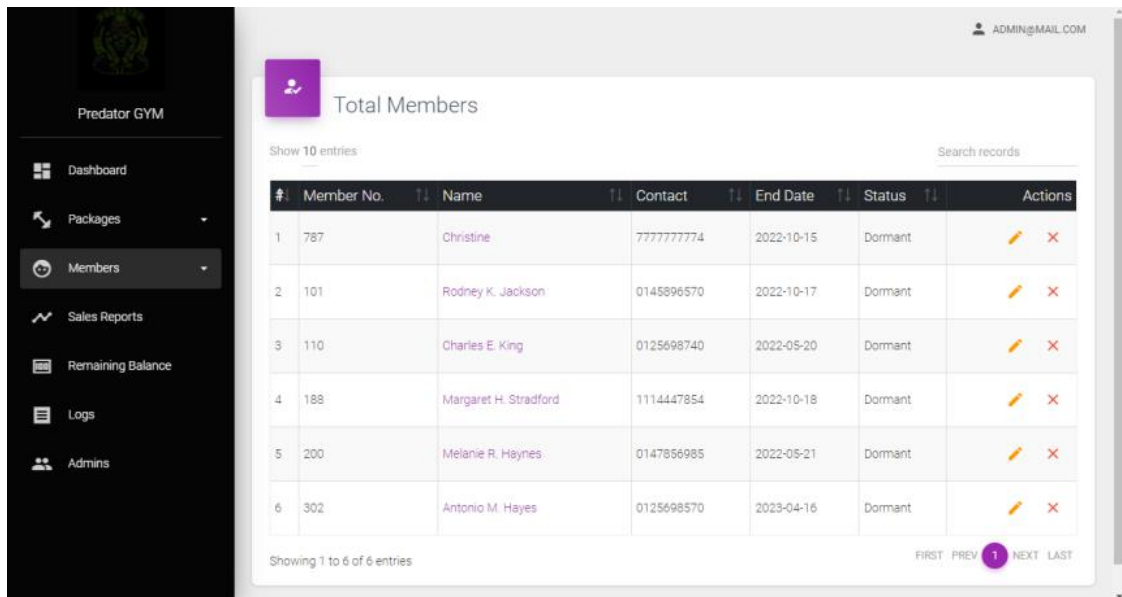 PREDATOR
ADMIN@MAIL.COM
Predator GYM
Dashboard
Packages
Members
Sales Reports
Remaining Balance
Logs
Admins
Total Members
Show 10 entries
Search records
# Member No. Name Contact End Date Status Actions
1 787 Christine 7777777774 2022-10-15 Dormant
2 101 Rodney K. Jackson 0145896570 2022-10-17 Dormant
3 110 Charles E. King 0125698740 2022-05-20 Dormant
4 188 Margaret H. Stradford 1114447854 2022-10-18 Dormant
5 200 Melanie R. Haynes 0147856985 2022-05-21 Dormant
6 302 Antonio M. Hayes 0125698570 2023-04-16 Dormant
Showing 1 to 6 of 6 entries
FIRST PREV 1 NEXT LAST